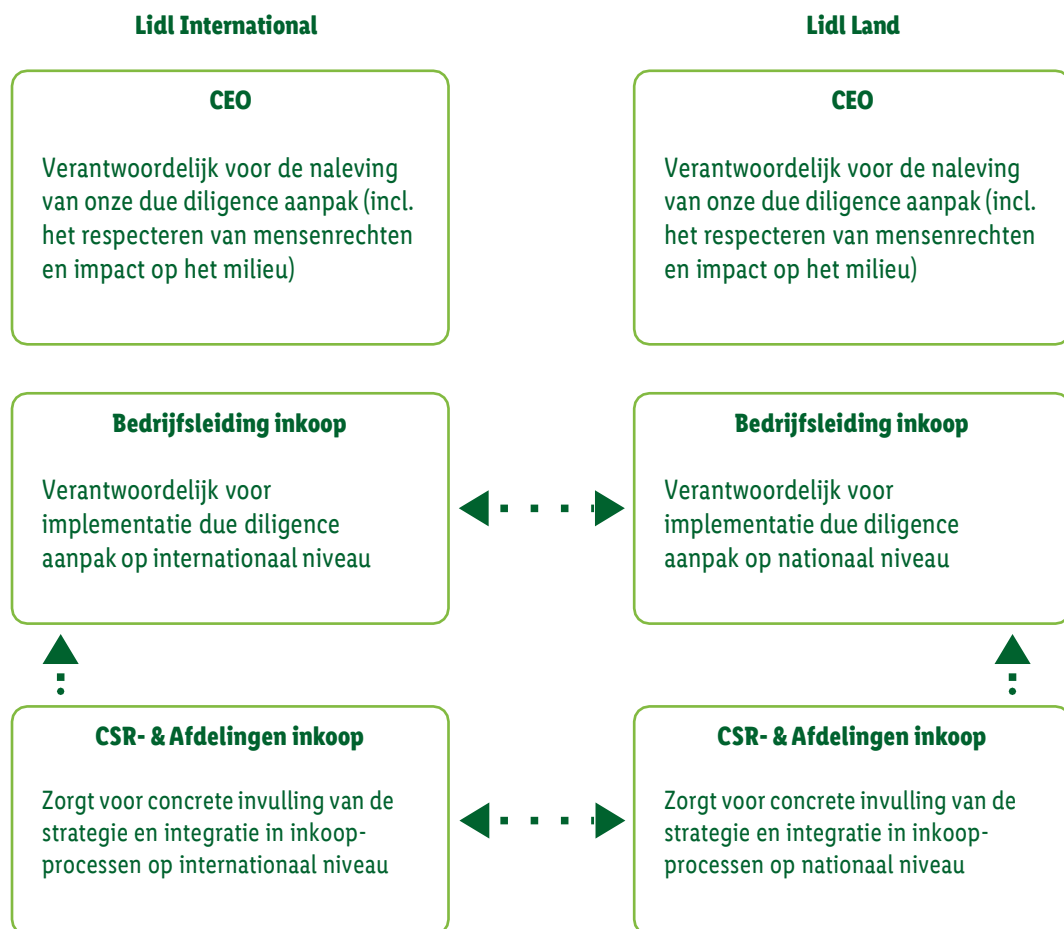 Lidl International
Lidl Land
CEO
Verantwoordelijk voor de naleving
van onze due diligence aanpak (incl.
het respecteren van mensenrechten
en impact op het milieu)
CEO
Verantwoordelijk voor de naleving
van onze due diligence aanpak (incl.
het respecteren van mensenrechten
en impact op het milieu)
Bedrijfsleiding inkoop
Verantwoordelijk voor
implementatie due diligence
aanpak op internationaal niveau
Bedrijfsleiding inkoop
Verantwoordelijk voor
implementatie due diligence
aanpak op nationaal niveau
CSR- & Afdelingen inkoop
Zorgt voor concrete invulling van de
strategie en integratie in inkoop-
processen op internationaal niveau
CSR- & Afdelingen inkoop
Zorgt voor concrete invulling van de
strategie en integratie in inkoop-
processen op nationaal niveau